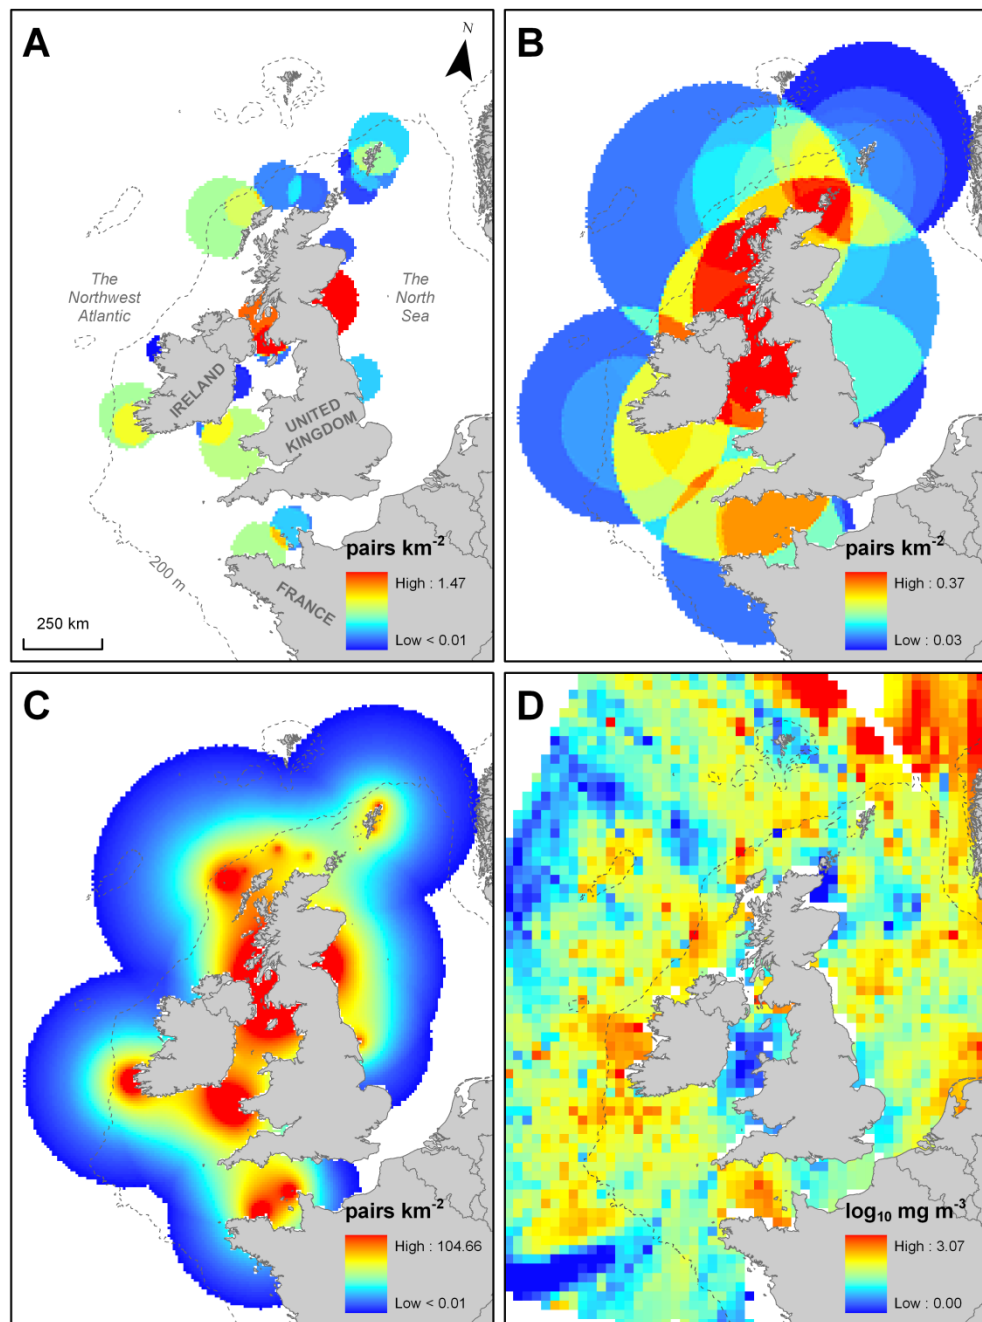 A
N
The
Northwest
Atlantic
The
North
Sea
IRELAND
UNITED
KINGDOM
FRANCE
200 m
250 km
pairs km⁻²
High : 1.47
Low < 0.01
B
pairs km⁻²
High : 0.37
Low : 0.03
C
pairs km⁻²
High : 104.66
Low < 0.01
D
log₁₀ mg m⁻³
High : 3.07
Low : 0.00